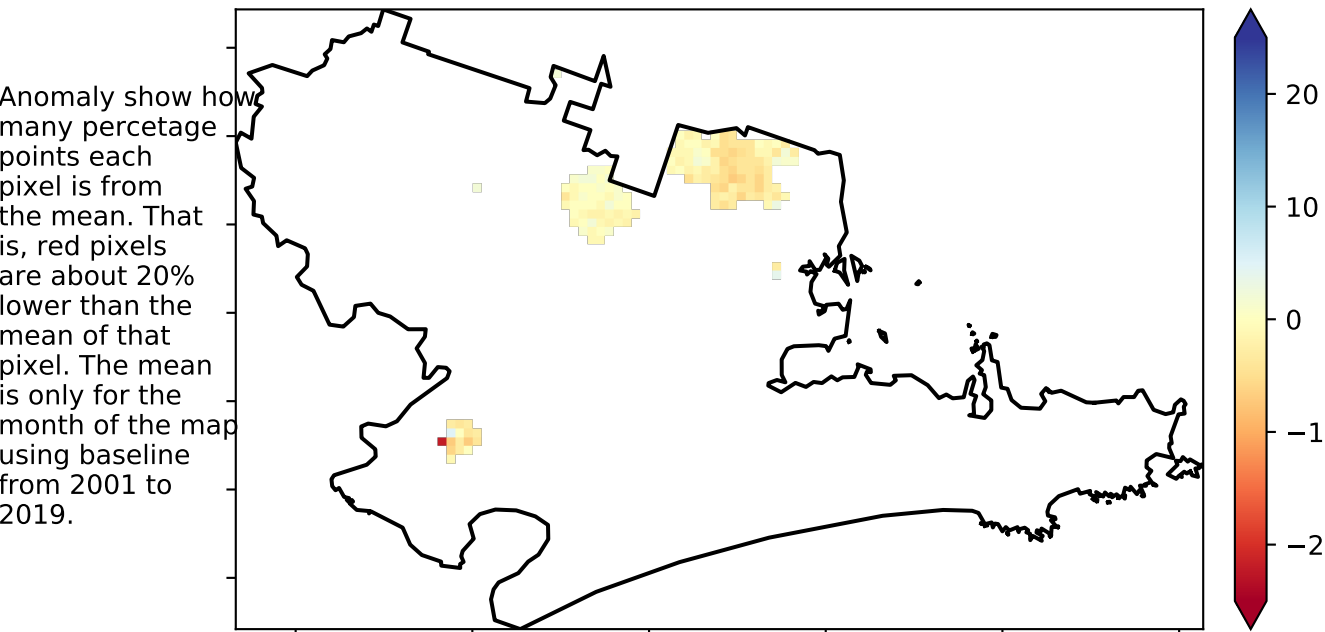 Anomaly show how
many percetage
points each
pixel is from
the mean. That
is, red pixels
are about 20%
lower than the
mean of that
pixel. The mean
is only for the
month of the map
using baseline
from 2001 to
2019.
20
10
0
−1
−2